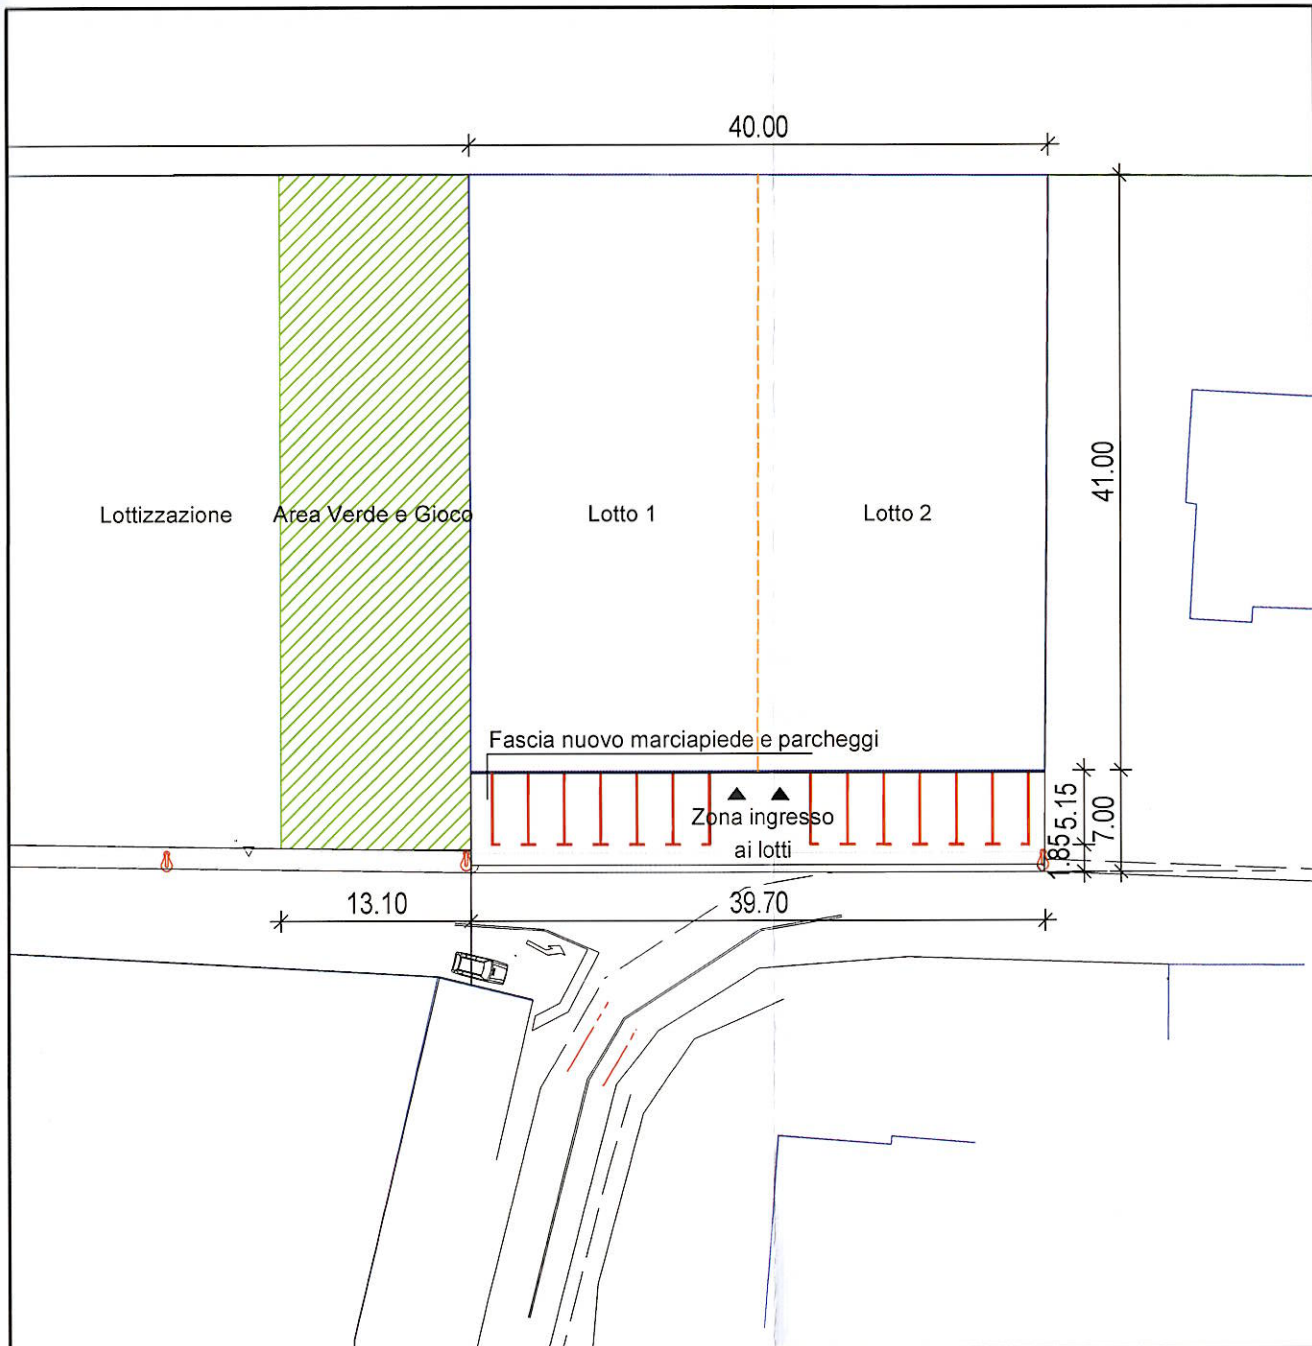 40.00
41.00
Lottizzazione
Area Verde e Gioco
Lotto 1
Lotto 2
Fascia nuovo marciapiede e parcheggi
Zona ingresso
ai lotti
5.15
7.00
1.85
13.10
39.70